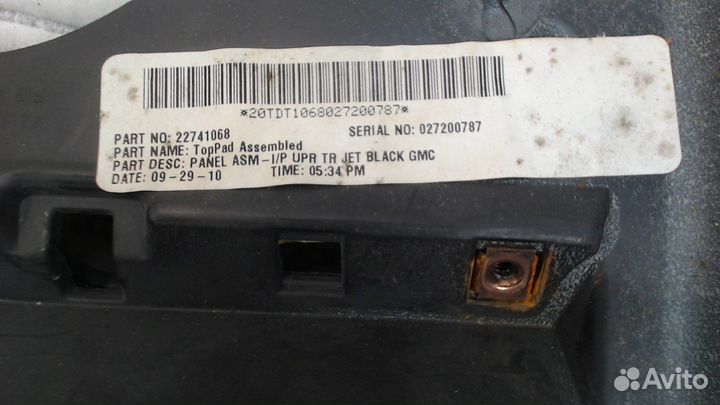 *20TDT1068027200787*
PART NO: 22741068 SERIAL NO: 027200787
PART NAME: TopPad Assembled
PART DESC: PANEL ASM-I/P UPR TR JET BLACK GMC
DATE: 09-29-10 TIME: 05:34 PM
Avito